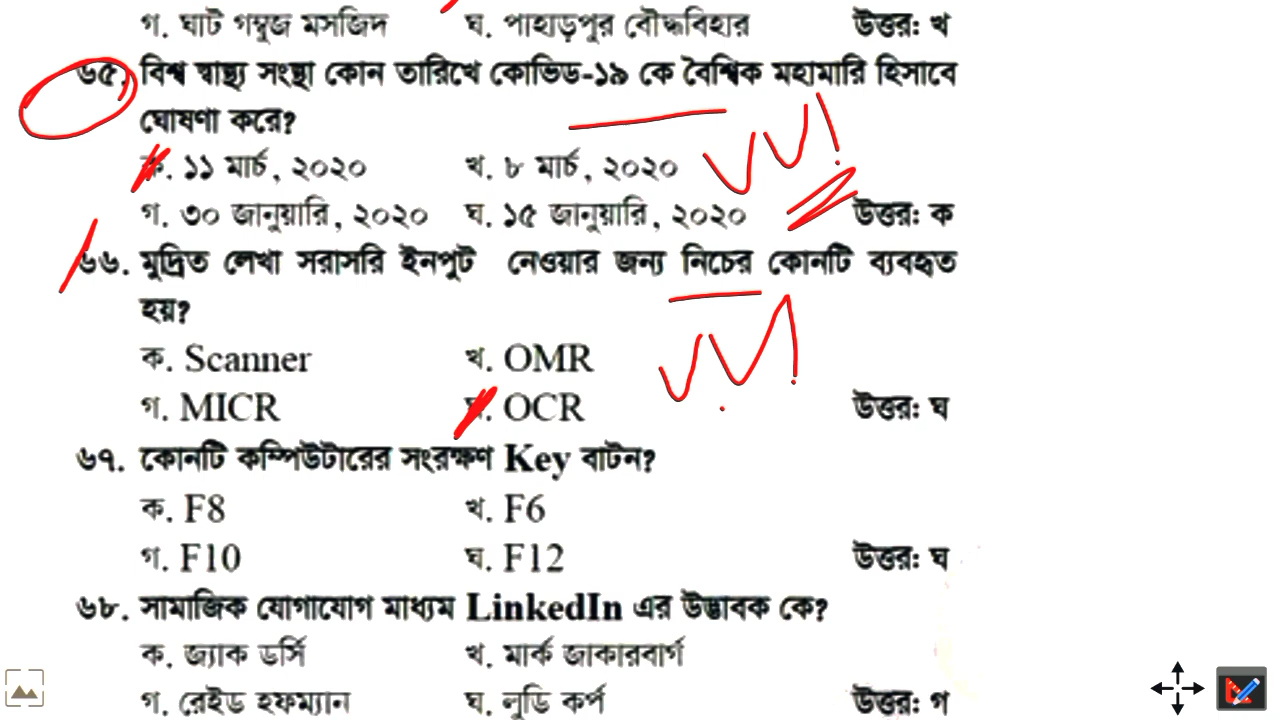 গ. ঘাট গম্বুজ মসজিদ ঘ. পাহাড়পুর বৌদ্ধবিহার উত্তর: খ
৬৫. বিশ্ব স্বাস্থ্য সংস্থা কোন তারিখে কোভিড-১৯ কে বৈশ্বিক মহামারি হিসাবে
ঘোষণা করে?
ক. ১১ মার্চ, ২০২০ খ. ৮ মার্চ, ২০২০
গ. ৩০ জানুয়ারি, ২০২০ ঘ. ১৫ জানুয়ারি, ২০২০ উত্তর: ক
৬৬. মুদ্রিত লেখা সরাসরি ইনপুট নেওয়ার জন্য নিচের কোনটি ব্যবহৃত
হয়?
ক. Scanner খ. OMR
গ. MICR ঘ. OCR উত্তর: ঘ
৬৭. কোনটি কম্পিউটারের সংরক্ষণ Key বাটন?
ক. F8 খ. F6
গ. F10 ঘ. F12 উত্তর: ঘ
৬৮. সামাজিক যোগাযোগ মাধ্যম LinkedIn এর উদ্ভাবক কে?
ক. জ্যাক ডর্সি খ. মার্ক জাকারবার্গ
গ. রেইড হফম্যান ঘ. লুডি কর্প উত্তর: গ